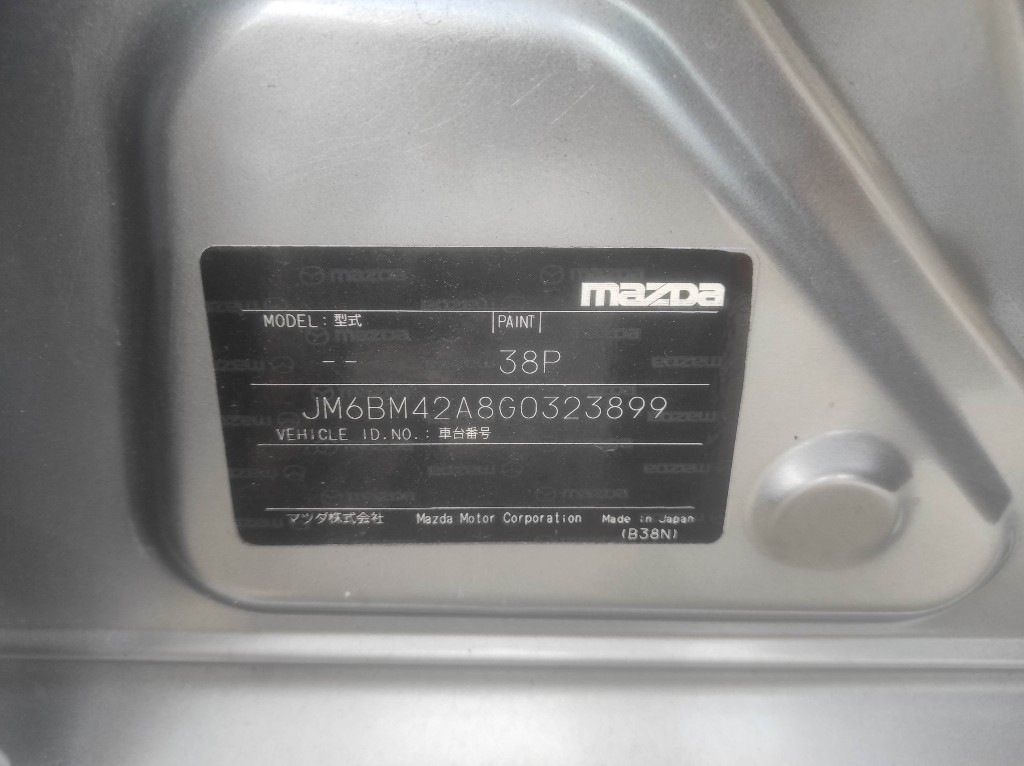 mazda
MODEL: 型式 PAINT
-- 38P
JM6BM42A8G0323899
VEHICLE ID.NO.: 車台番号
マツダ株式会社 Mazda Motor Corporation Made in Japan
(B38N)